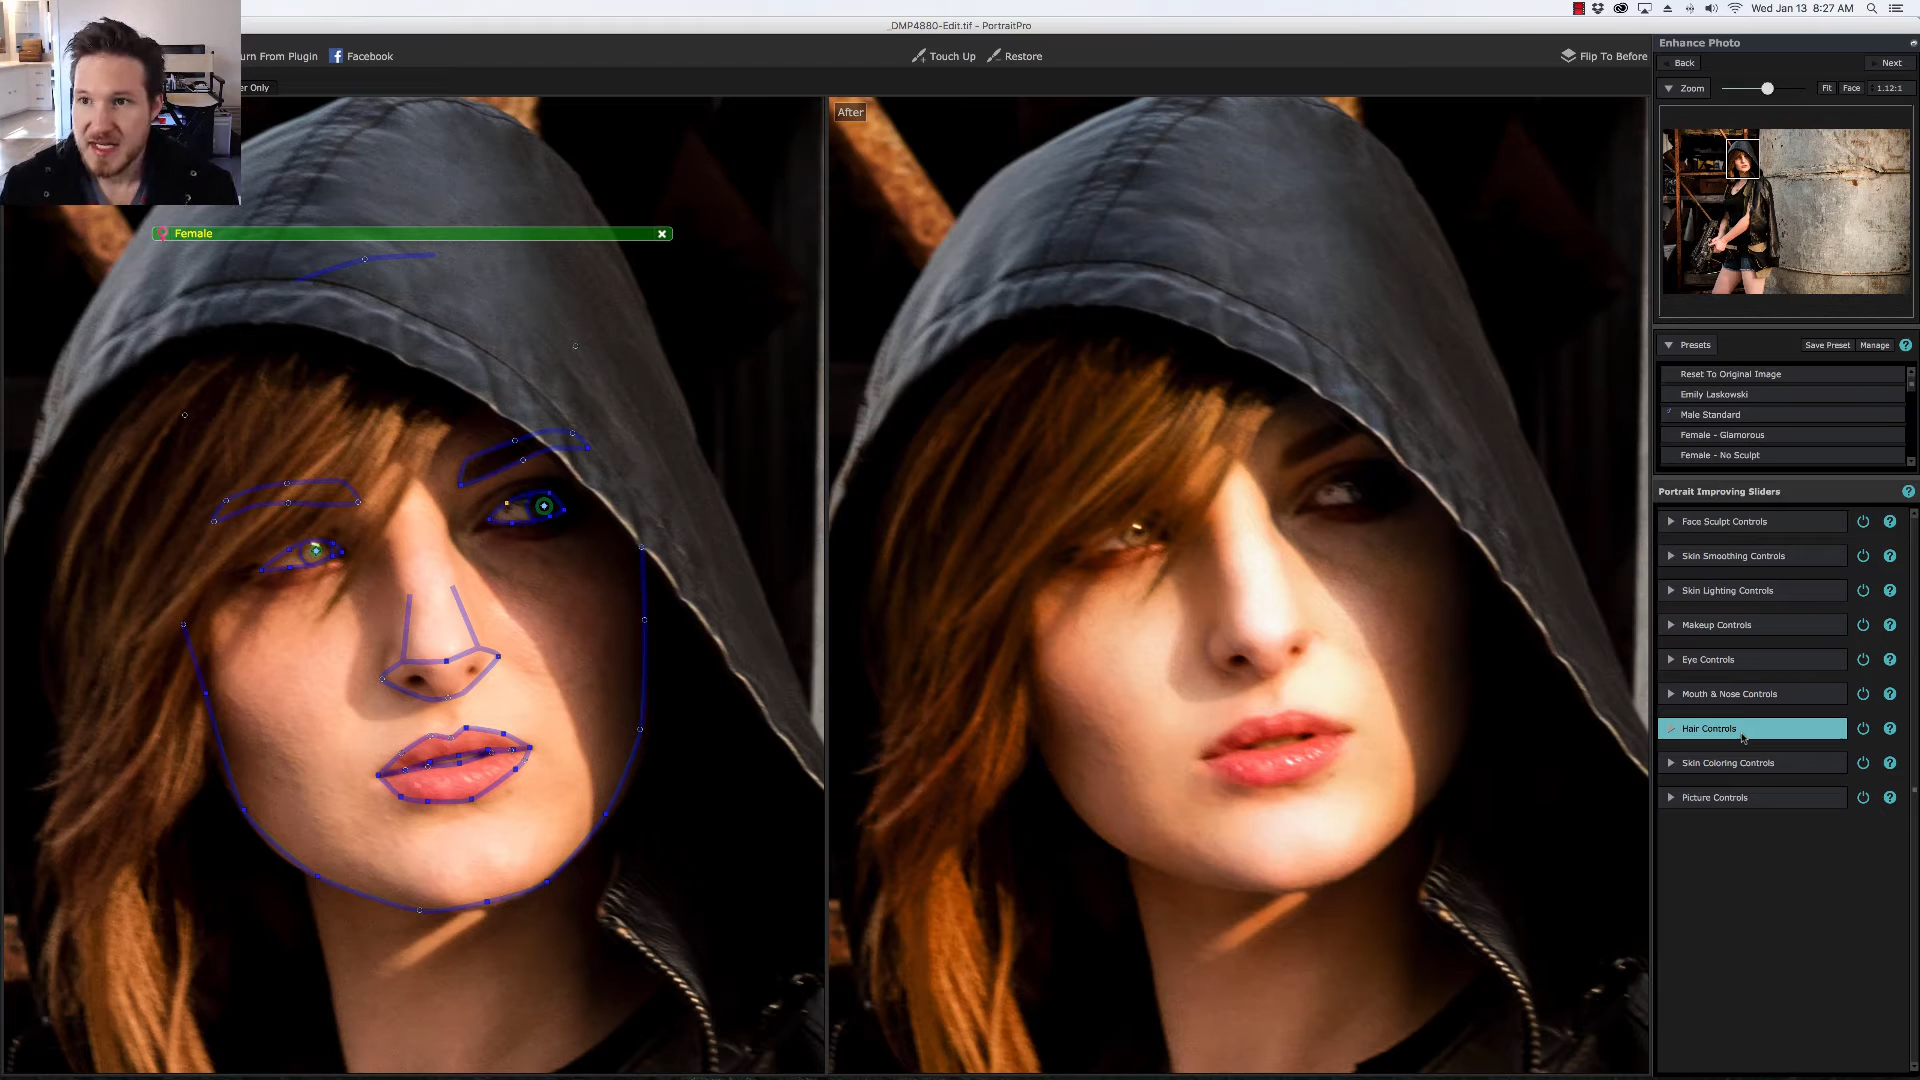 Wed Jan 13 8:27 AM
_DMP4880-Edit.tif - PortraitPro
Enhance Photo
urn From Plugin
Facebook
Touch Up
Restore
Flip To Before
Back
Next
er Only
Zoom
Fit
Face
1.12:1
After
Female
Presets
Save Preset
Manage
?
Reset To Original Image
Emily Laskowski
Male Standard
Female - Glamorous
Female - No Sculpt
Portrait Improving Sliders
?
Face Sculpt Controls
?
Skin Smoothing Controls
?
Skin Lighting Controls
?
Makeup Controls
?
Eye Controls
?
Mouth & Nose Controls
?
Hair Controls
?
Skin Coloring Controls
?
Picture Controls
?